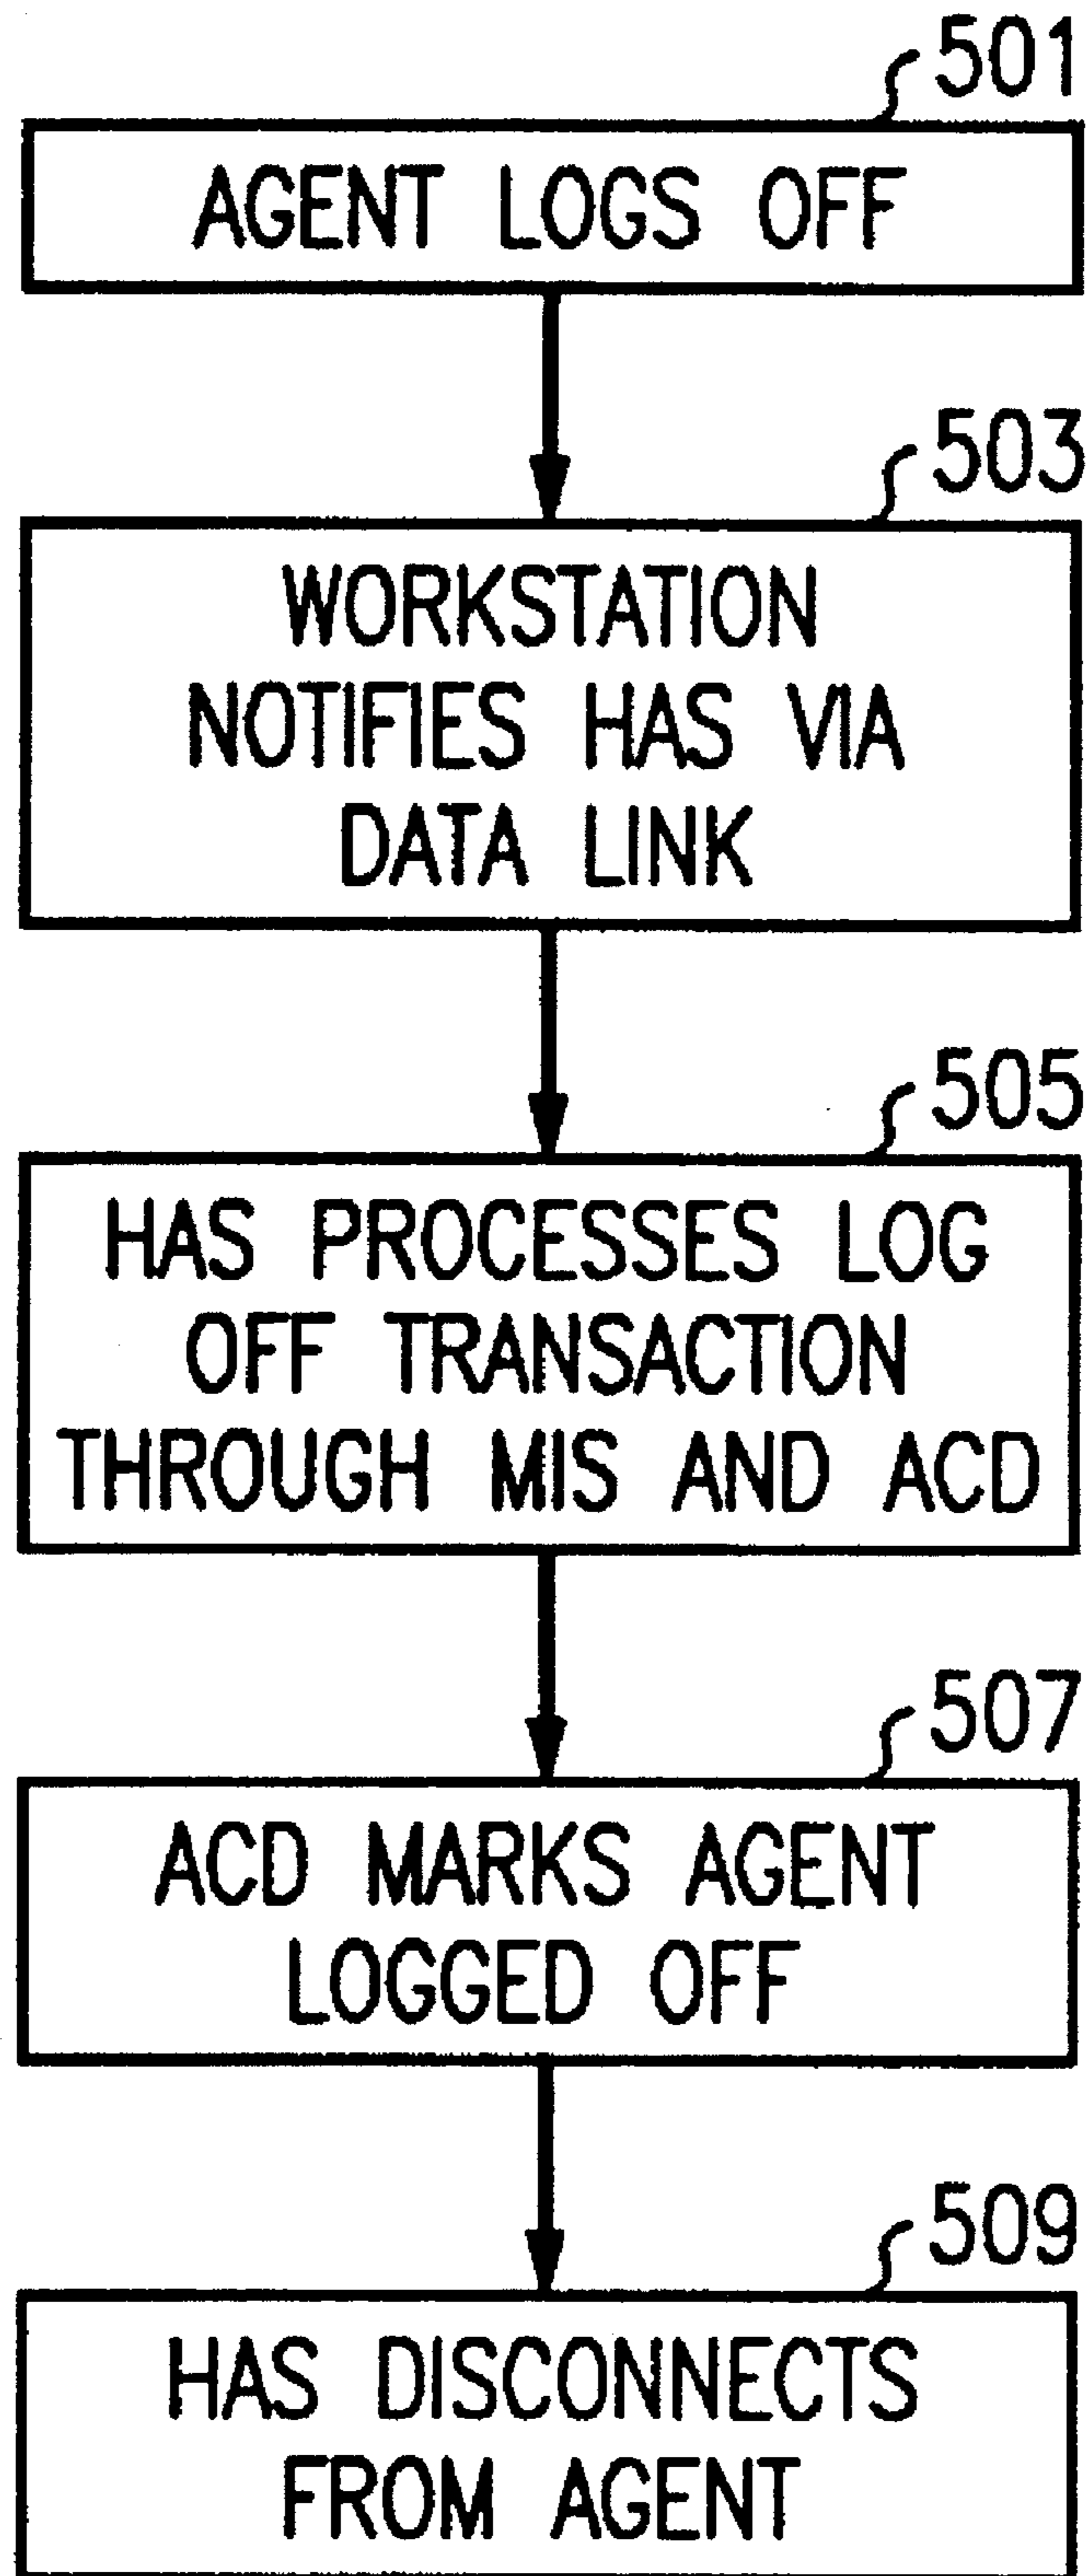 501
AGENT LOGS OFF
503
WORKSTATION
NOTIFIES HAS VIA
DATA LINK
505
HAS PROCESSES LOG
OFF TRANSACTION
THROUGH MIS AND ACD
507
ACD MARKS AGENT
LOGGED OFF
509
HAS DISCONNECTS
FROM AGENT